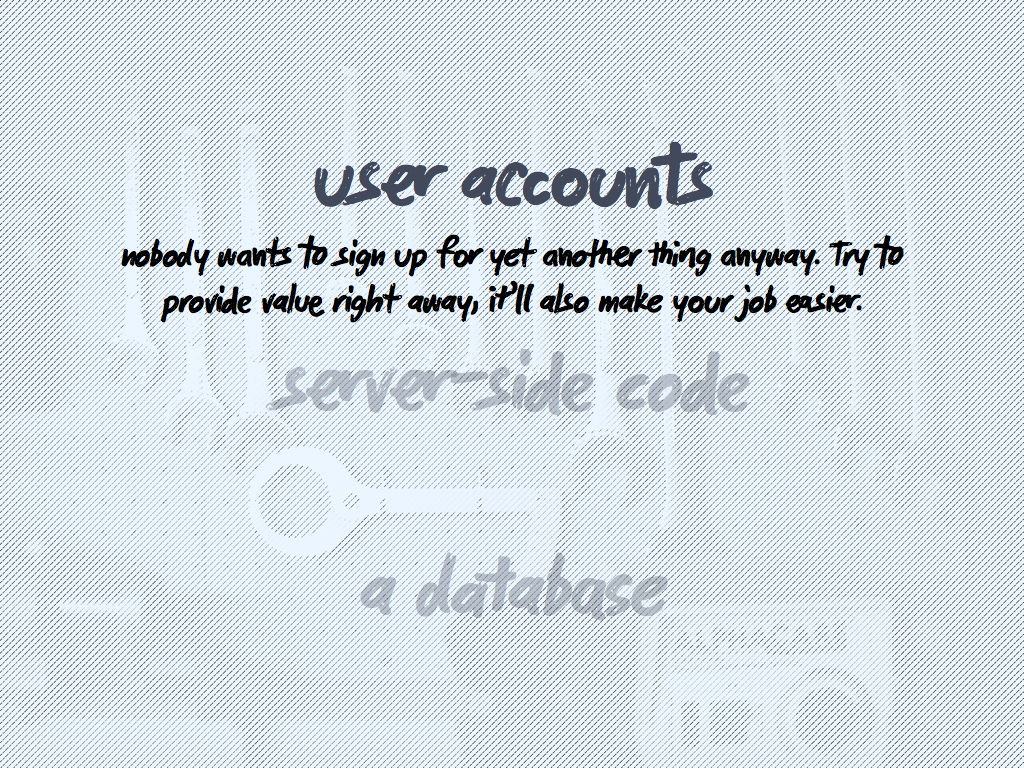 user accounts
nobody wants to sign up for yet another thing anyway. Try to
provide value right away, it'll also make your job easier.
server-side code
a database